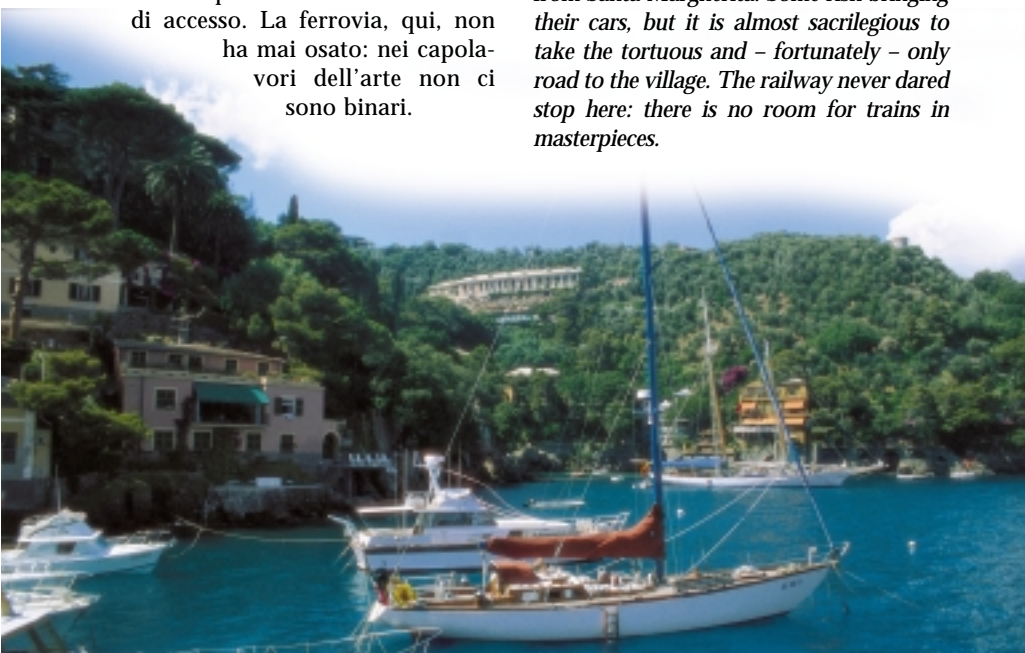 di accesso. La ferrovia, qui, non
ha mai osato: nei capola-
vori dell’arte non ci
sono binari.
their cars, but it is almost sacrilegious to
take the tortuous and – fortunately – only
road to the village. The railway never dared
stop here: there is no room for trains in
masterpieces.